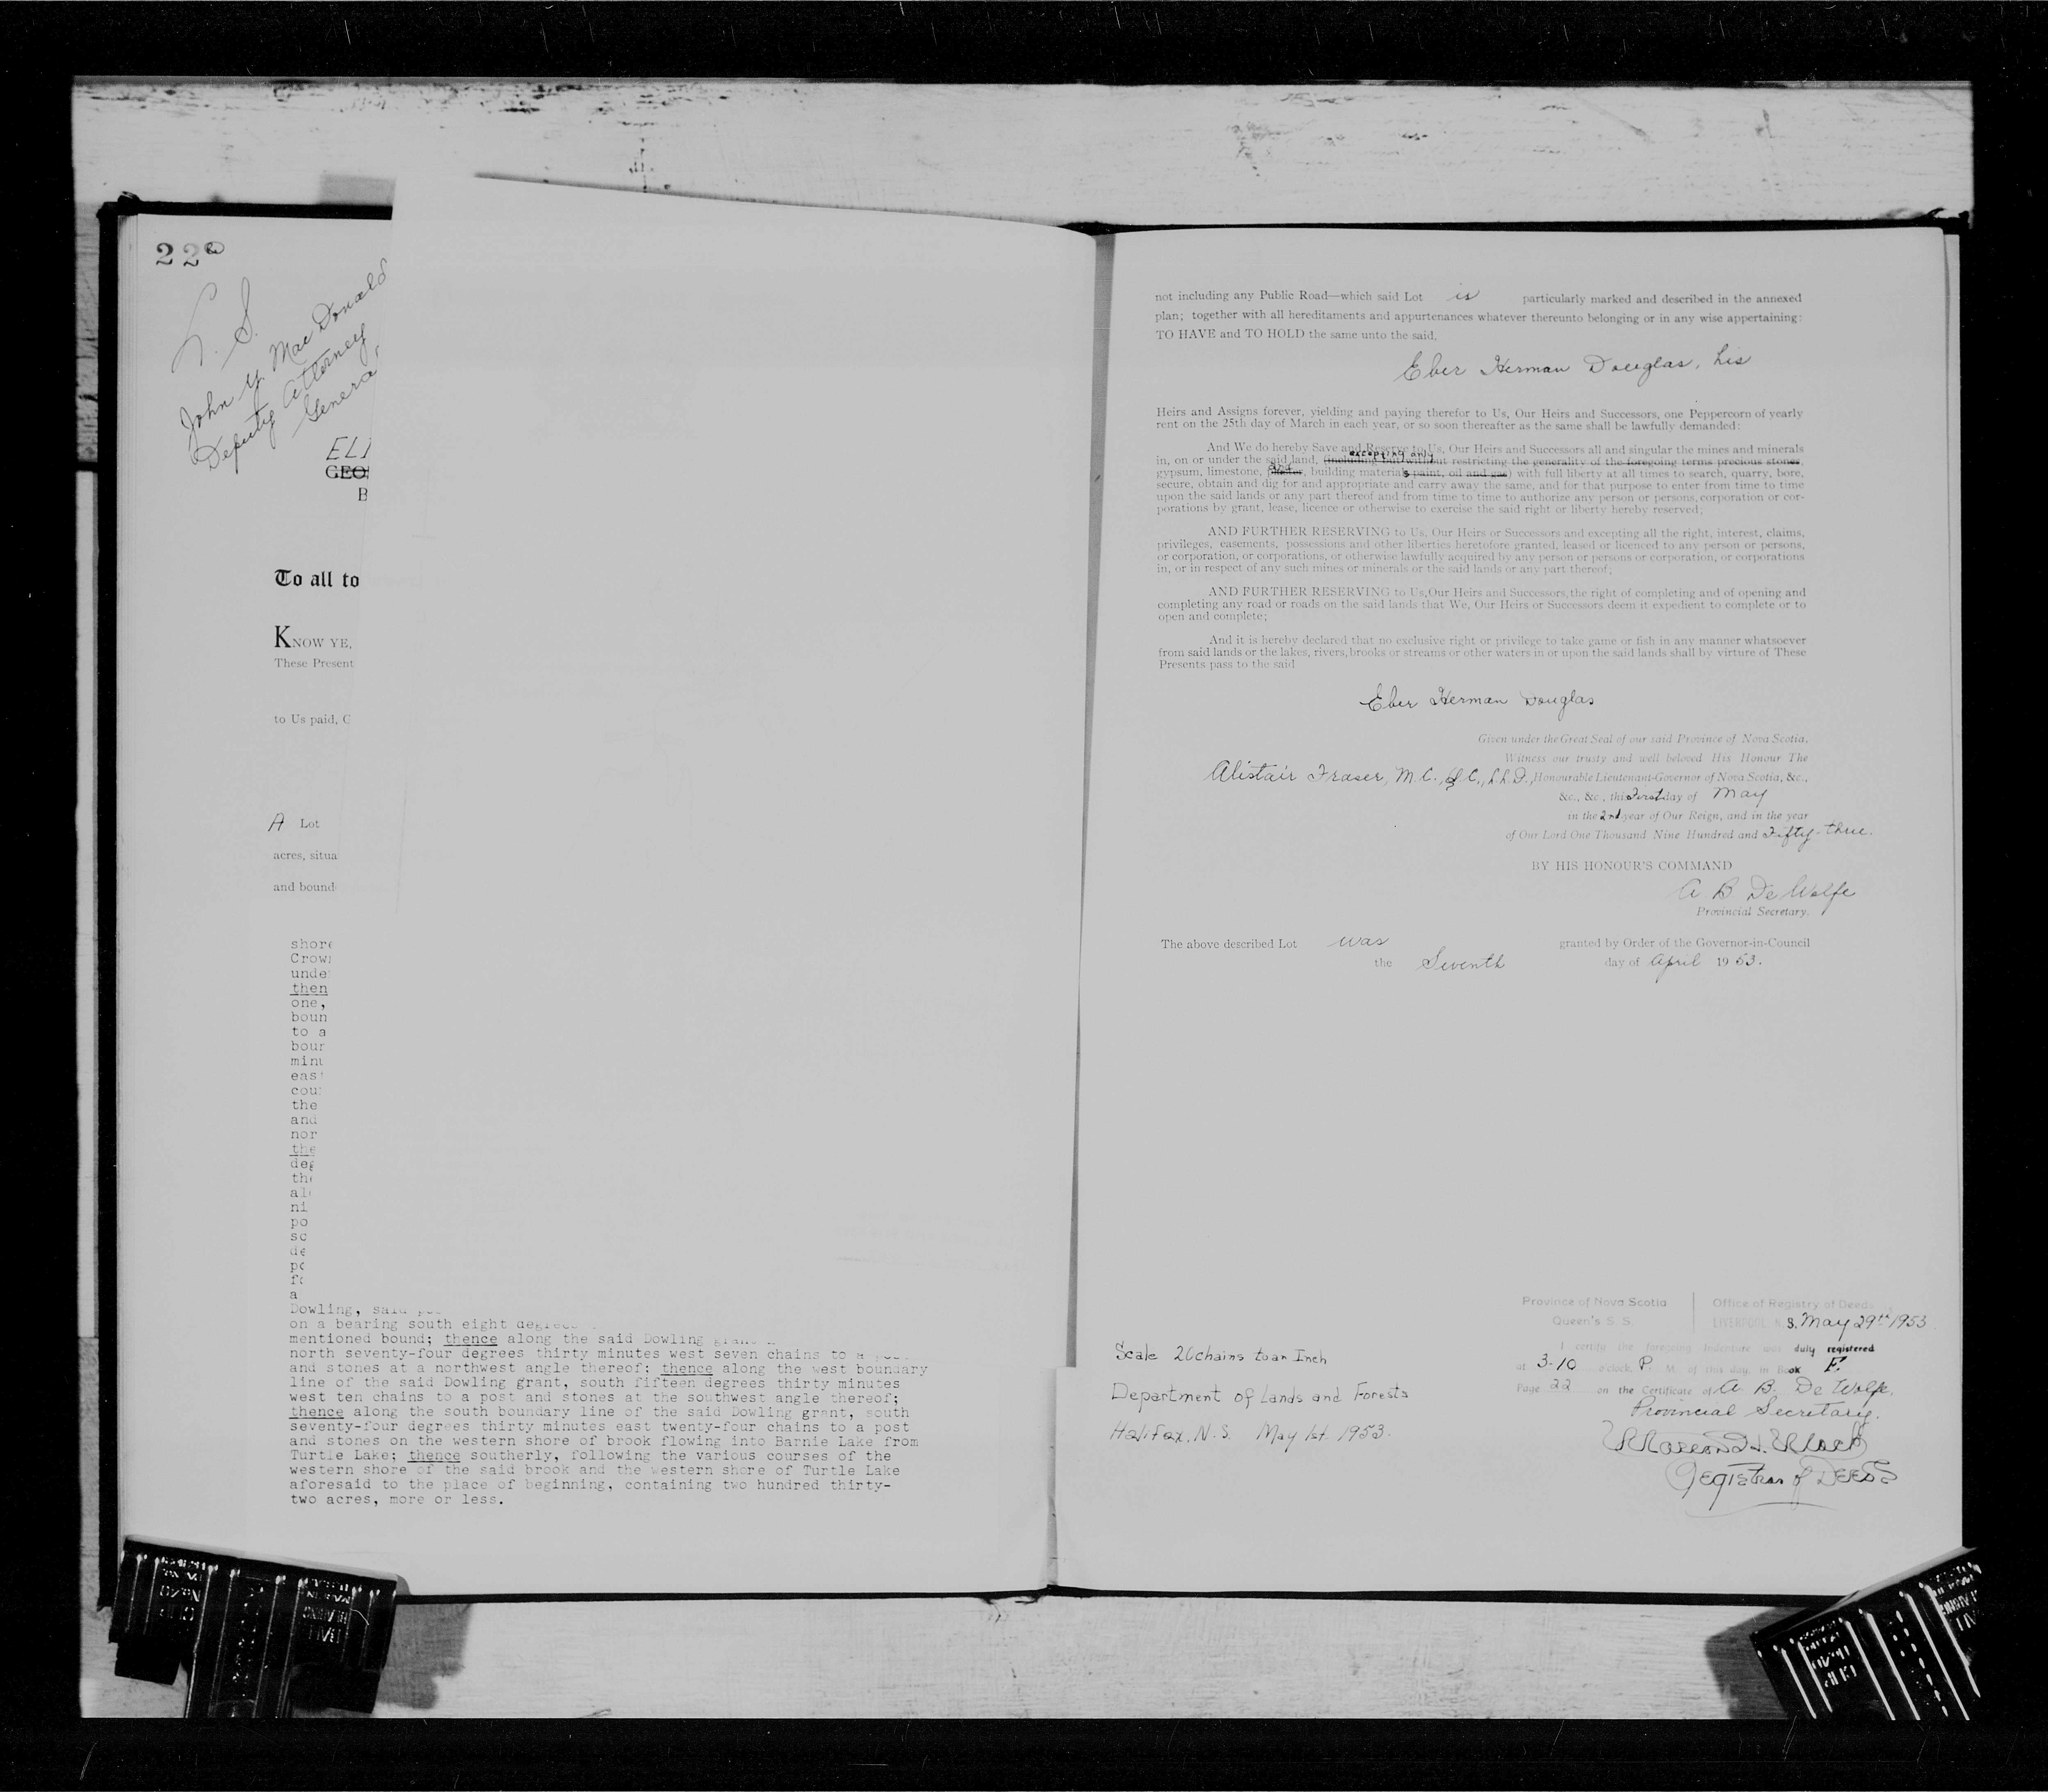 22
L. S.
John Y. MacDonald
Deputy Attorney
General
ELI
GEO
B
To all to
KNOW YE,
These Present
to Us paid, C
A Lot
acres, situa
and bound
shore
Crow
unde
then
one,
boun
to a
bour
minu
east
cou
the
and
nor
the
deg
the
al
ni
po
so
de
po
fo
a
Dowling, said
on a bearing south eight degrees
mentioned bound; thence along the said Dowling
north seventy-four degrees thirty minutes west seven chains to a
and stones at a northwest angle thereof; thence along the west boundary
line of the said Dowling grant, south fifteen degrees thirty minutes
west ten chains to a post and stones at the southwest angle thereof;
thence along the south boundary line of the said Dowling grant, south
seventy-four degrees thirty minutes east twenty-four chains to a post
and stones on the western shore of brook flowing into Barnie Lake from
Turtle Lake; thence southerly, following the various courses of the
western shore of the said brook and the western shore of Turtle Lake
aforesaid to the place of beginning, containing two hundred thirty-
two acres, more or less.
not including any Public Road—which said Lot is particularly marked and described in the annexed
plan; together with all hereditaments and appurtenances whatever thereunto belonging or in any wise appertaining:
TO HAVE and TO HOLD the same unto the said,
Eber Herman Douglas, his
Heirs and Assigns forever, yielding and paying therefor to Us, Our Heirs and Successors, one Peppercorn of yearly
rent on the 25th day of March in each year, or so soon thereafter as the same shall be lawfully demanded:
And We do hereby Save and Reserve to Us, Our Heirs and Successors all and singular the mines and minerals
excepting only
in, on or under the said land, (including but without restricting the generality of the foregoing terms precious stones,
gypsum, limestone, and building materials paint, oil and gas) with full liberty at all times to search, quarry, bore,
secure, obtain and dig for and appropriate and carry away the same, and for that purpose to enter from time to time
upon the said lands or any part thereof and from time to time to authorize any person or persons, corporation or cor-
porations by grant, lease, licence or otherwise to exercise the said right or liberty hereby reserved;
AND FURTHER RESERVING to Us, Our Heirs or Successors and excepting all the right, interest, claims,
privileges, easements, possessions and other liberties heretofore granted, leased or licenced to any person or persons,
or corporation, or corporations, or otherwise lawfully acquired by any person or persons or corporation, or corporations
in, or in respect of any such mines or minerals or the said lands or any part thereof;
AND FURTHER RESERVING to Us, Our Heirs and Successors, the right of completing and of opening and
completing any road or roads on the said lands that We, Our Heirs or Successors deem it expedient to complete or to
open and complete;
And it is hereby declared that no exclusive right or privilege to take game or fish in any manner whatsoever
from said lands or the lakes, rivers, brooks or streams or other waters in or upon the said lands shall by virture of These
Presents pass to the said
Eber Herman Douglas
Given under the Great Seal of our said Province of Nova Scotia,
Witness our trusty and well beloved His Honour The
Alistair Fraser, M.C., Q.C., LL.D., Honourable Lieutenant-Governor of Nova Scotia, &c.,
&c., &c., this First day of May
in the 2nd year of Our Reign, and in the year
of Our Lord One Thousand Nine Hundred and Fifty-three.
BY HIS HONOUR'S COMMAND
A B De Wolfe
Provincial Secretary.
The above described Lot was granted by Order of the Governor-in-Council
the Seventh day of April 1953.
Province of Nova Scotia
Queen's S. S.
Office of Registry of Deeds
LIVERPOOL, N. S. May 29th 1953
I certify the foregoing Indenture was duly registered
at 3-10 o'clock P. M. of this day, in Book F.
Page 22 on the Certificate of A. B. De Wolfe,
Provincial Secretary.
Registrar of Deeds
Scale 20 chains to an Inch
Department of Lands and Forests
Halifax, N.S. May 1st. 1953.